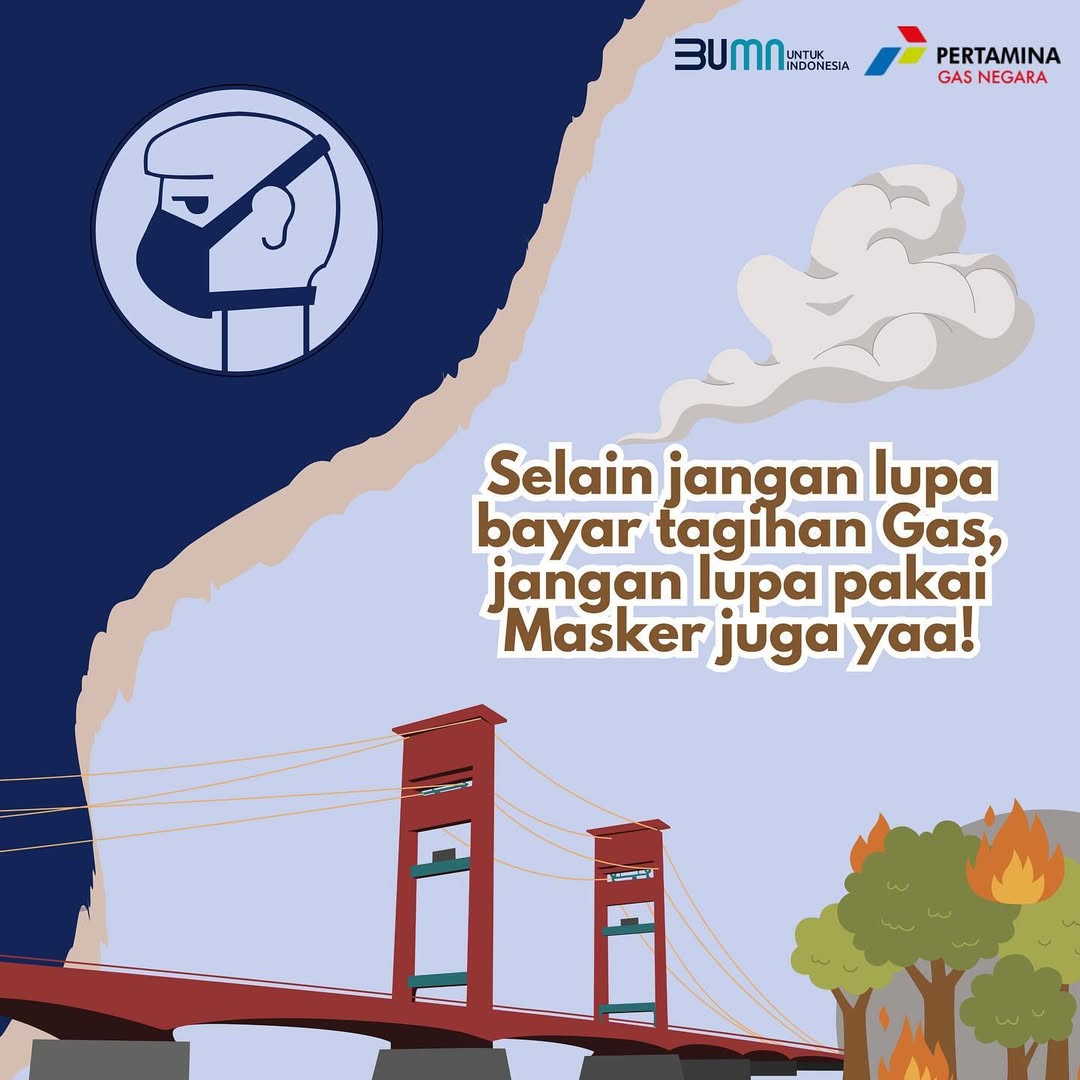 BUMN UNTUK
INDONESIA
PERTAMINA
GAS NEGARA
Selain jangan lupa
bayar tagihan Gas,
jangan lupa pakai
Masker juga yaa!